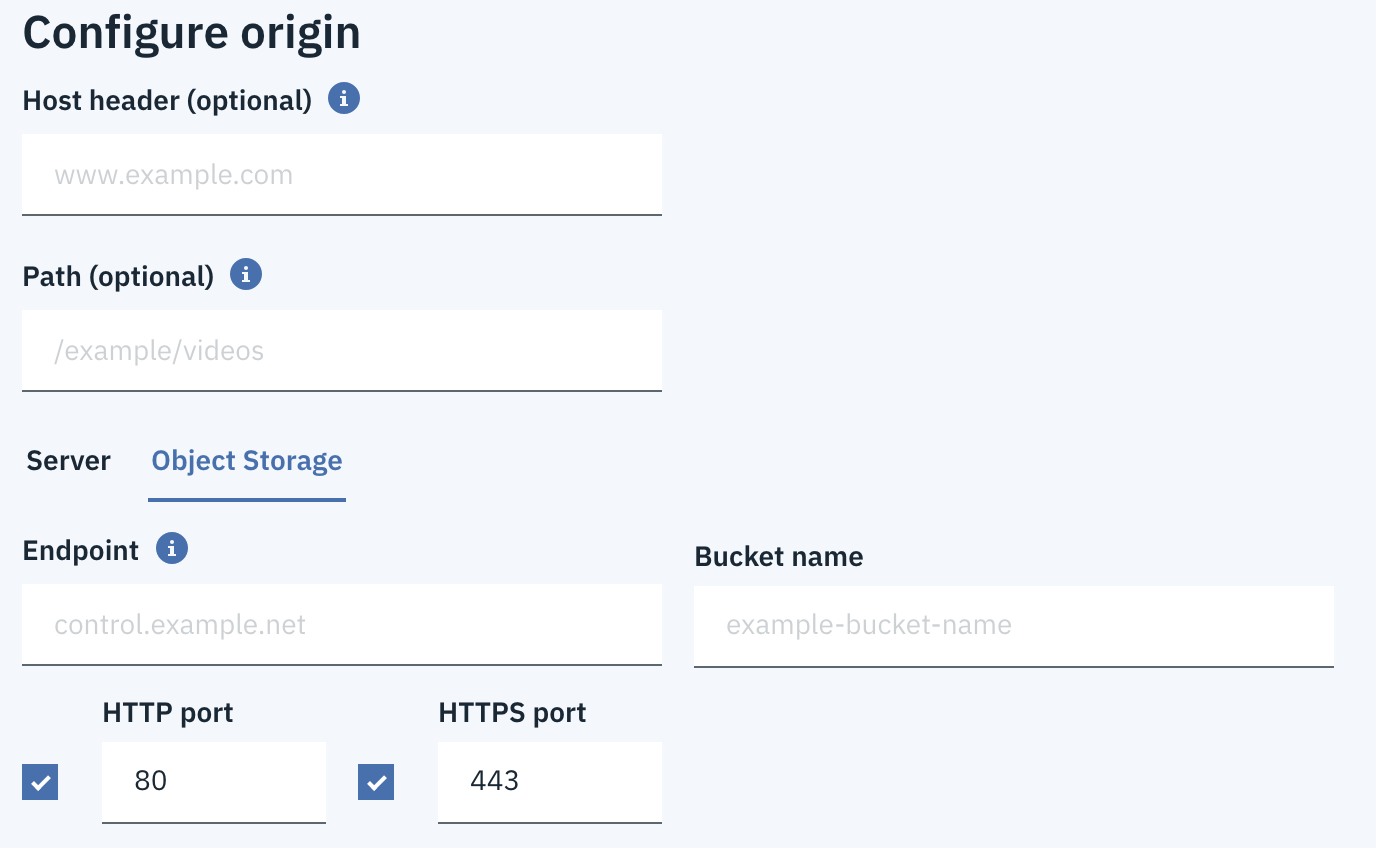 Configure origin
Host header (optional)
www.example.com
Path (optional)
/example/videos
Server Object Storage
Endpoint
control.example.net
Bucket name
example-bucket-name
HTTP port
80
HTTPS port
443